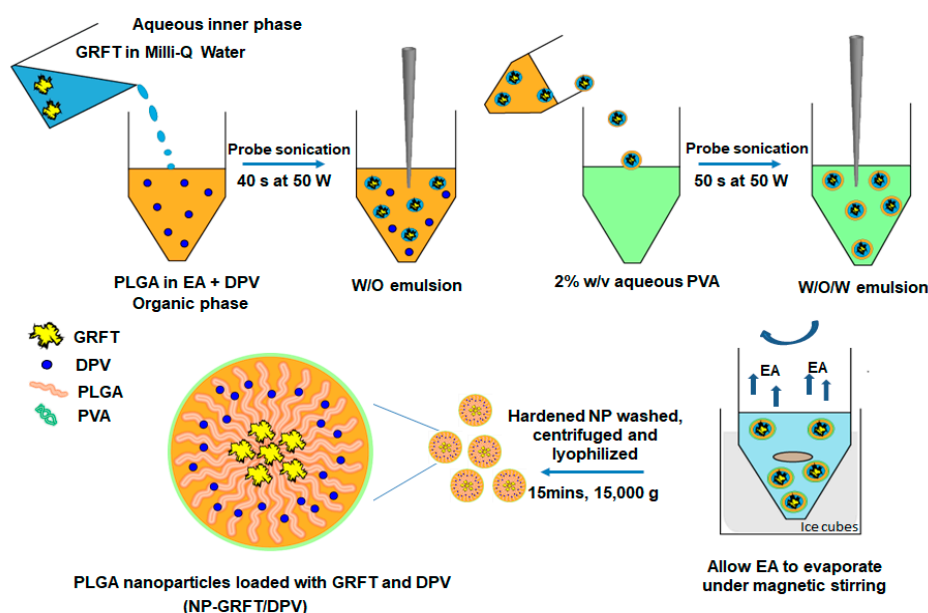 Aqueous inner phase
GRFT in Milli-Q Water
Probe sonication
40 s at 50 W
PLGA in EA + DPV
Organic phase
W/O emulsion
2% w/v aqueous PVA
Probe sonication
50 s at 50 W
W/O/W emulsion
GRFT
DPV
PLGA
PVA
Hardened NP washed,
centrifuged and
lyophilized
15mins, 15,000 g
EA
EA
Ice cubes
Allow EA to evaporate
under magnetic stirring
PLGA nanoparticles loaded with GRFT and DPV
(NP-GRFT/DPV)